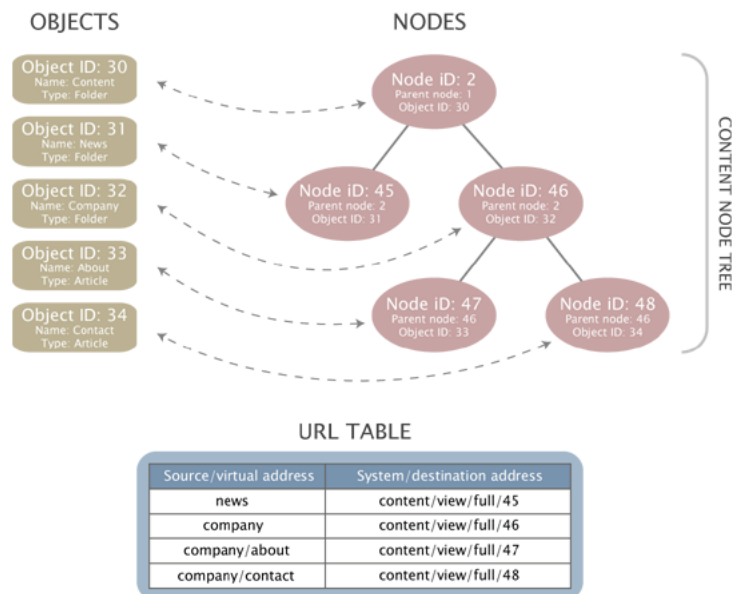 OBJECTS
NODES
Object ID: 30
Name: Content
Type: Folder
Object ID: 31
Name: News
Type: Folder
Object ID: 32
Name: Company
Type: Folder
Object ID: 33
Name: About
Type: Article
Object ID: 34
Name: Contact
Type: Article
Node iD: 2
Parent node: 1
Object ID: 30
Node iD: 45
Parent node: 2
Object ID: 31
Node iD: 46
Parent node: 2
Object ID: 32
Node iD: 47
Parent node: 46
Object ID: 33
Node iD: 48
Parent node: 46
Object ID: 34
CONTENT NODE TREE
URL TABLE
Source/virtual address System/destination address
news content/view/full/45
company content/view/full/46
company/about content/view/full/47
company/contact content/view/full/48